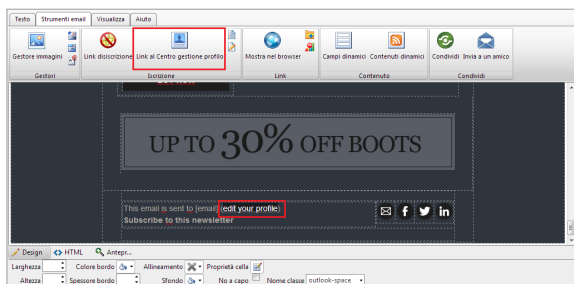 Testo Strumenti email Visualizza Aiuto
Gestore immagini Link disiscrizione Link al Centro gestione profilo Mostra nel browser Campi dinamici Contenuti dinamici Condividi Invia a un amico
Gestori Iscrizione Link Contenuto Condividi
UP TO 30% OFF BOOTS
This email is sent to [email] (edit your profile)
Subscribe to this newsletter
Design HTML Antepr...
Larghezza Colore bordo Allineamento Proprietà cella
Altezza Spessore bordo Sfondo No a capo Nome classe outlook-space